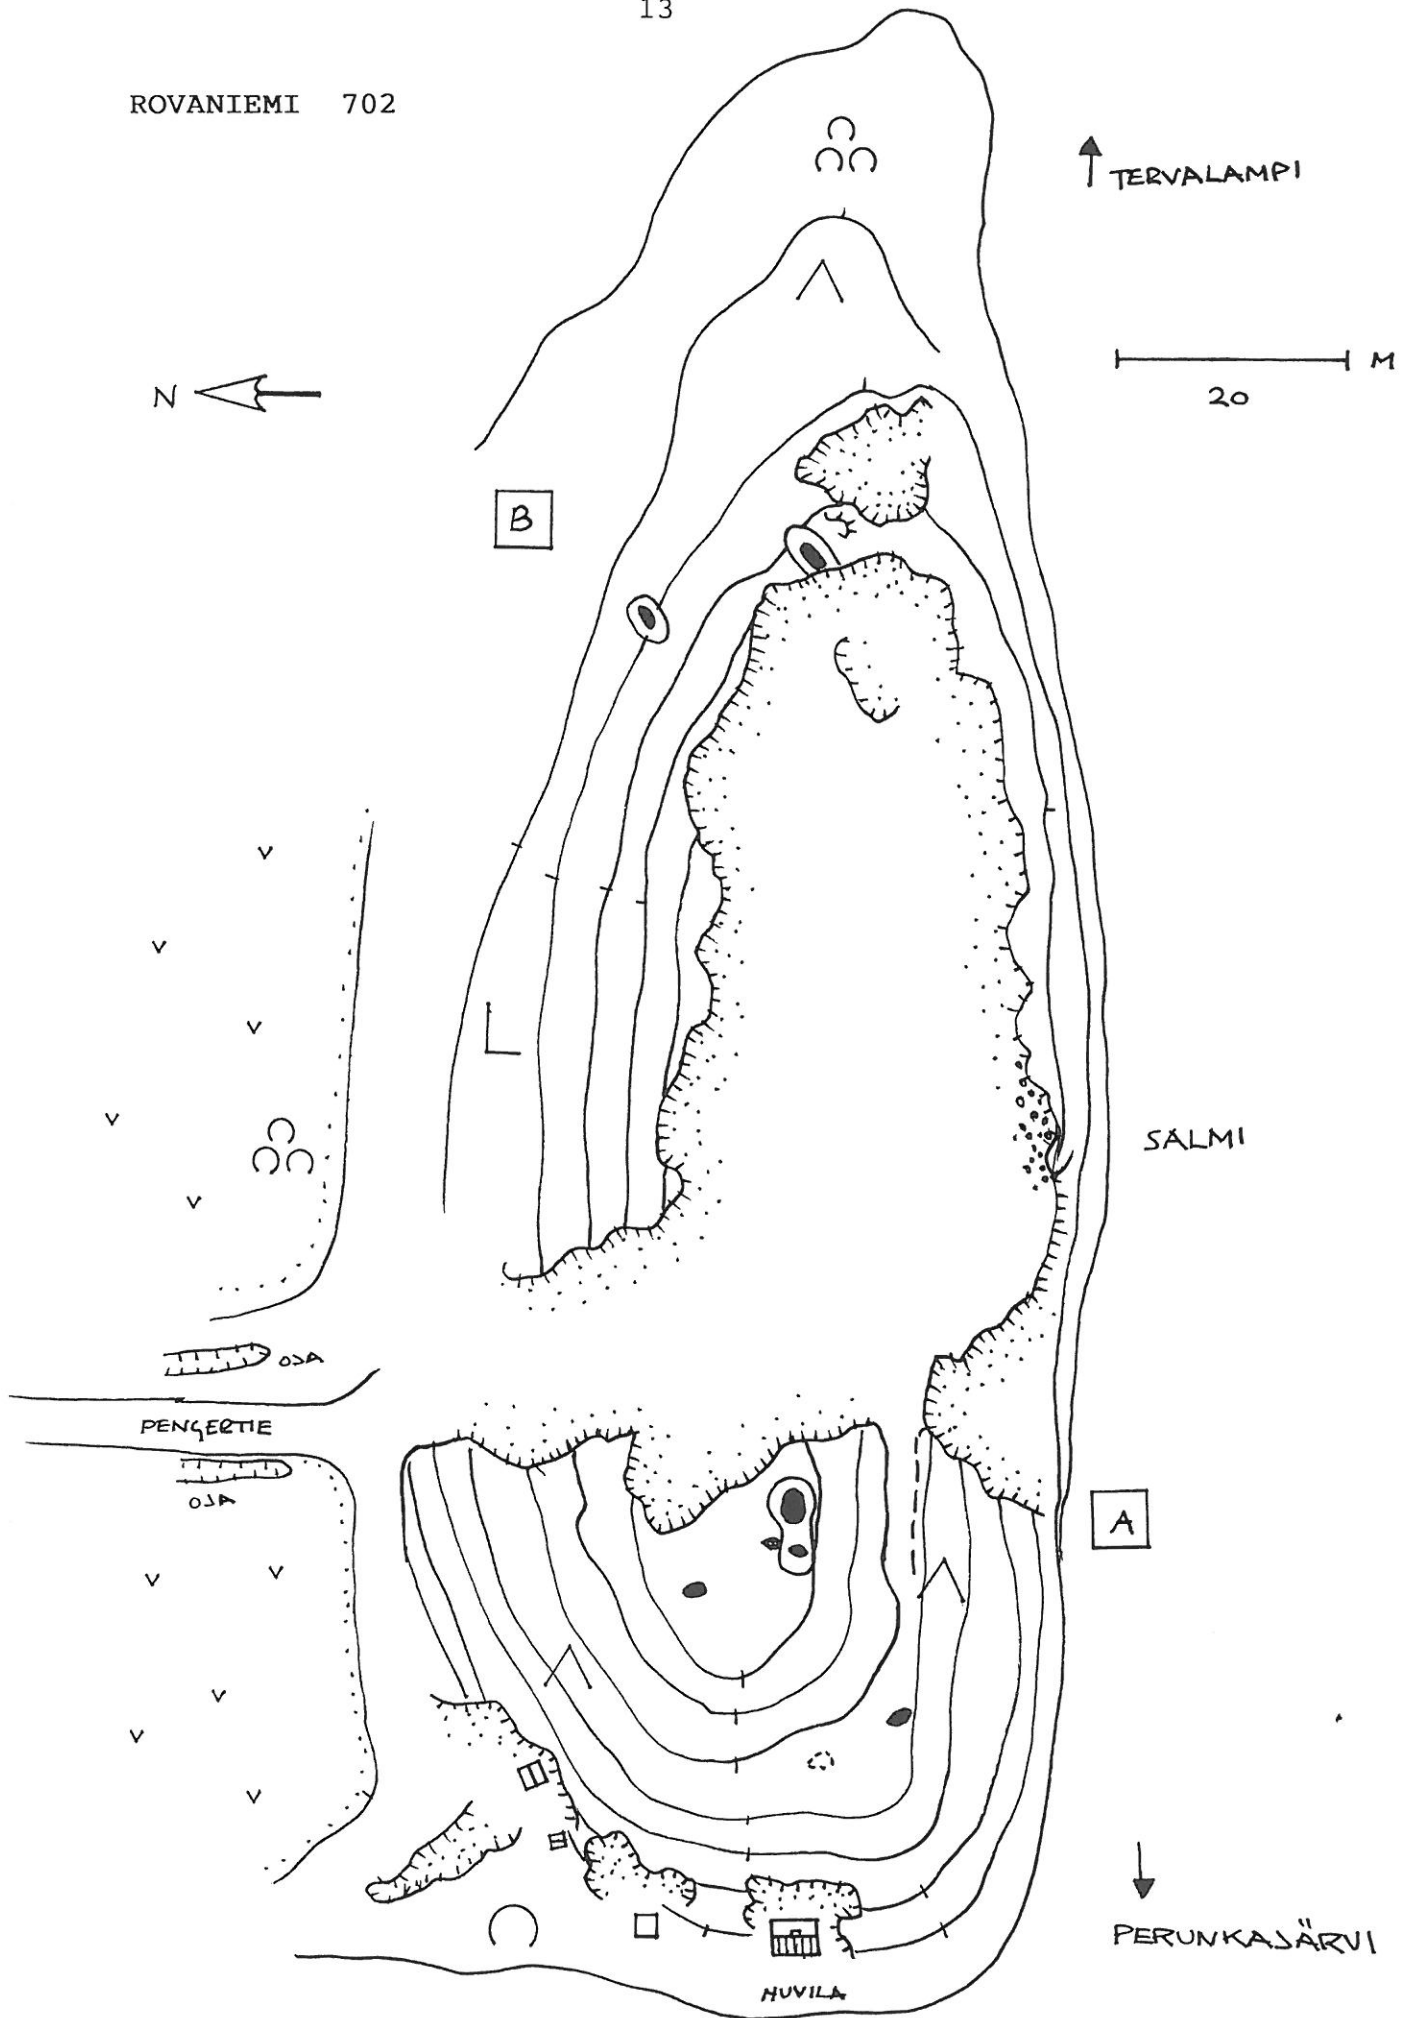 13
ROVANIEMI 702
TERVALAMPI
N
M
20
B
SALMI
OJA
PENGERTIE
OJA
A
PERUNKAJÄRVI
HUVILA